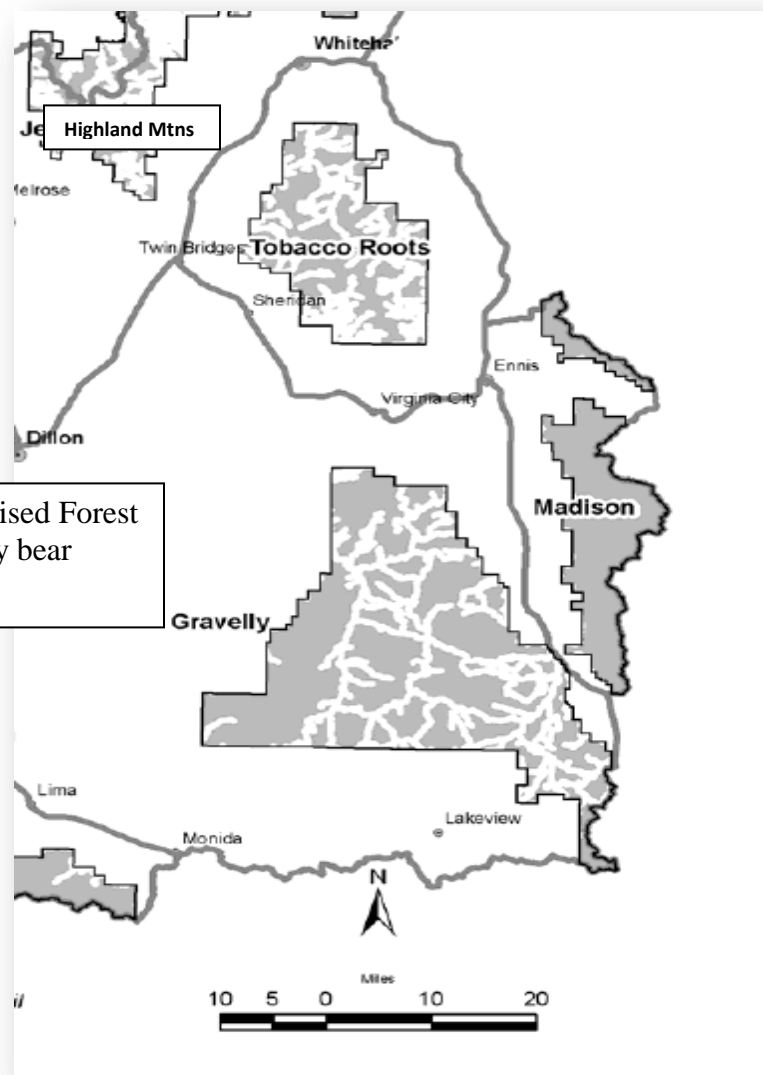 Whiteha
Highland Mtns
Je
Melrose
Twin Bridges
Tobacco Roots
Sheridan
Ennis
Virginia City
Dillon
Madison
ised Forest
y bear
Gravelly
Lima
Lakeview
Monida
N
Miles
10 5 0 10 20